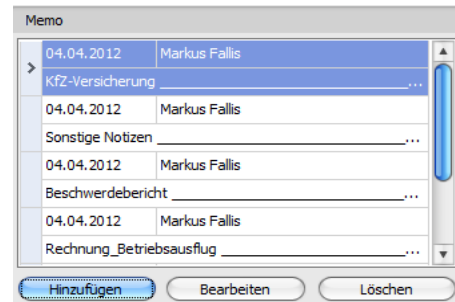 Memo
04.04.2012 Markus Fallis
KfZ-Versicherung ...
04.04.2012 Markus Fallis
Sonstige Notizen ...
04.04.2012 Markus Fallis
Beschwerdebericht ...
04.04.2012 Markus Fallis
Rechnung_Betriebsausflug ...
Hinzufügen Bearbeiten Löschen